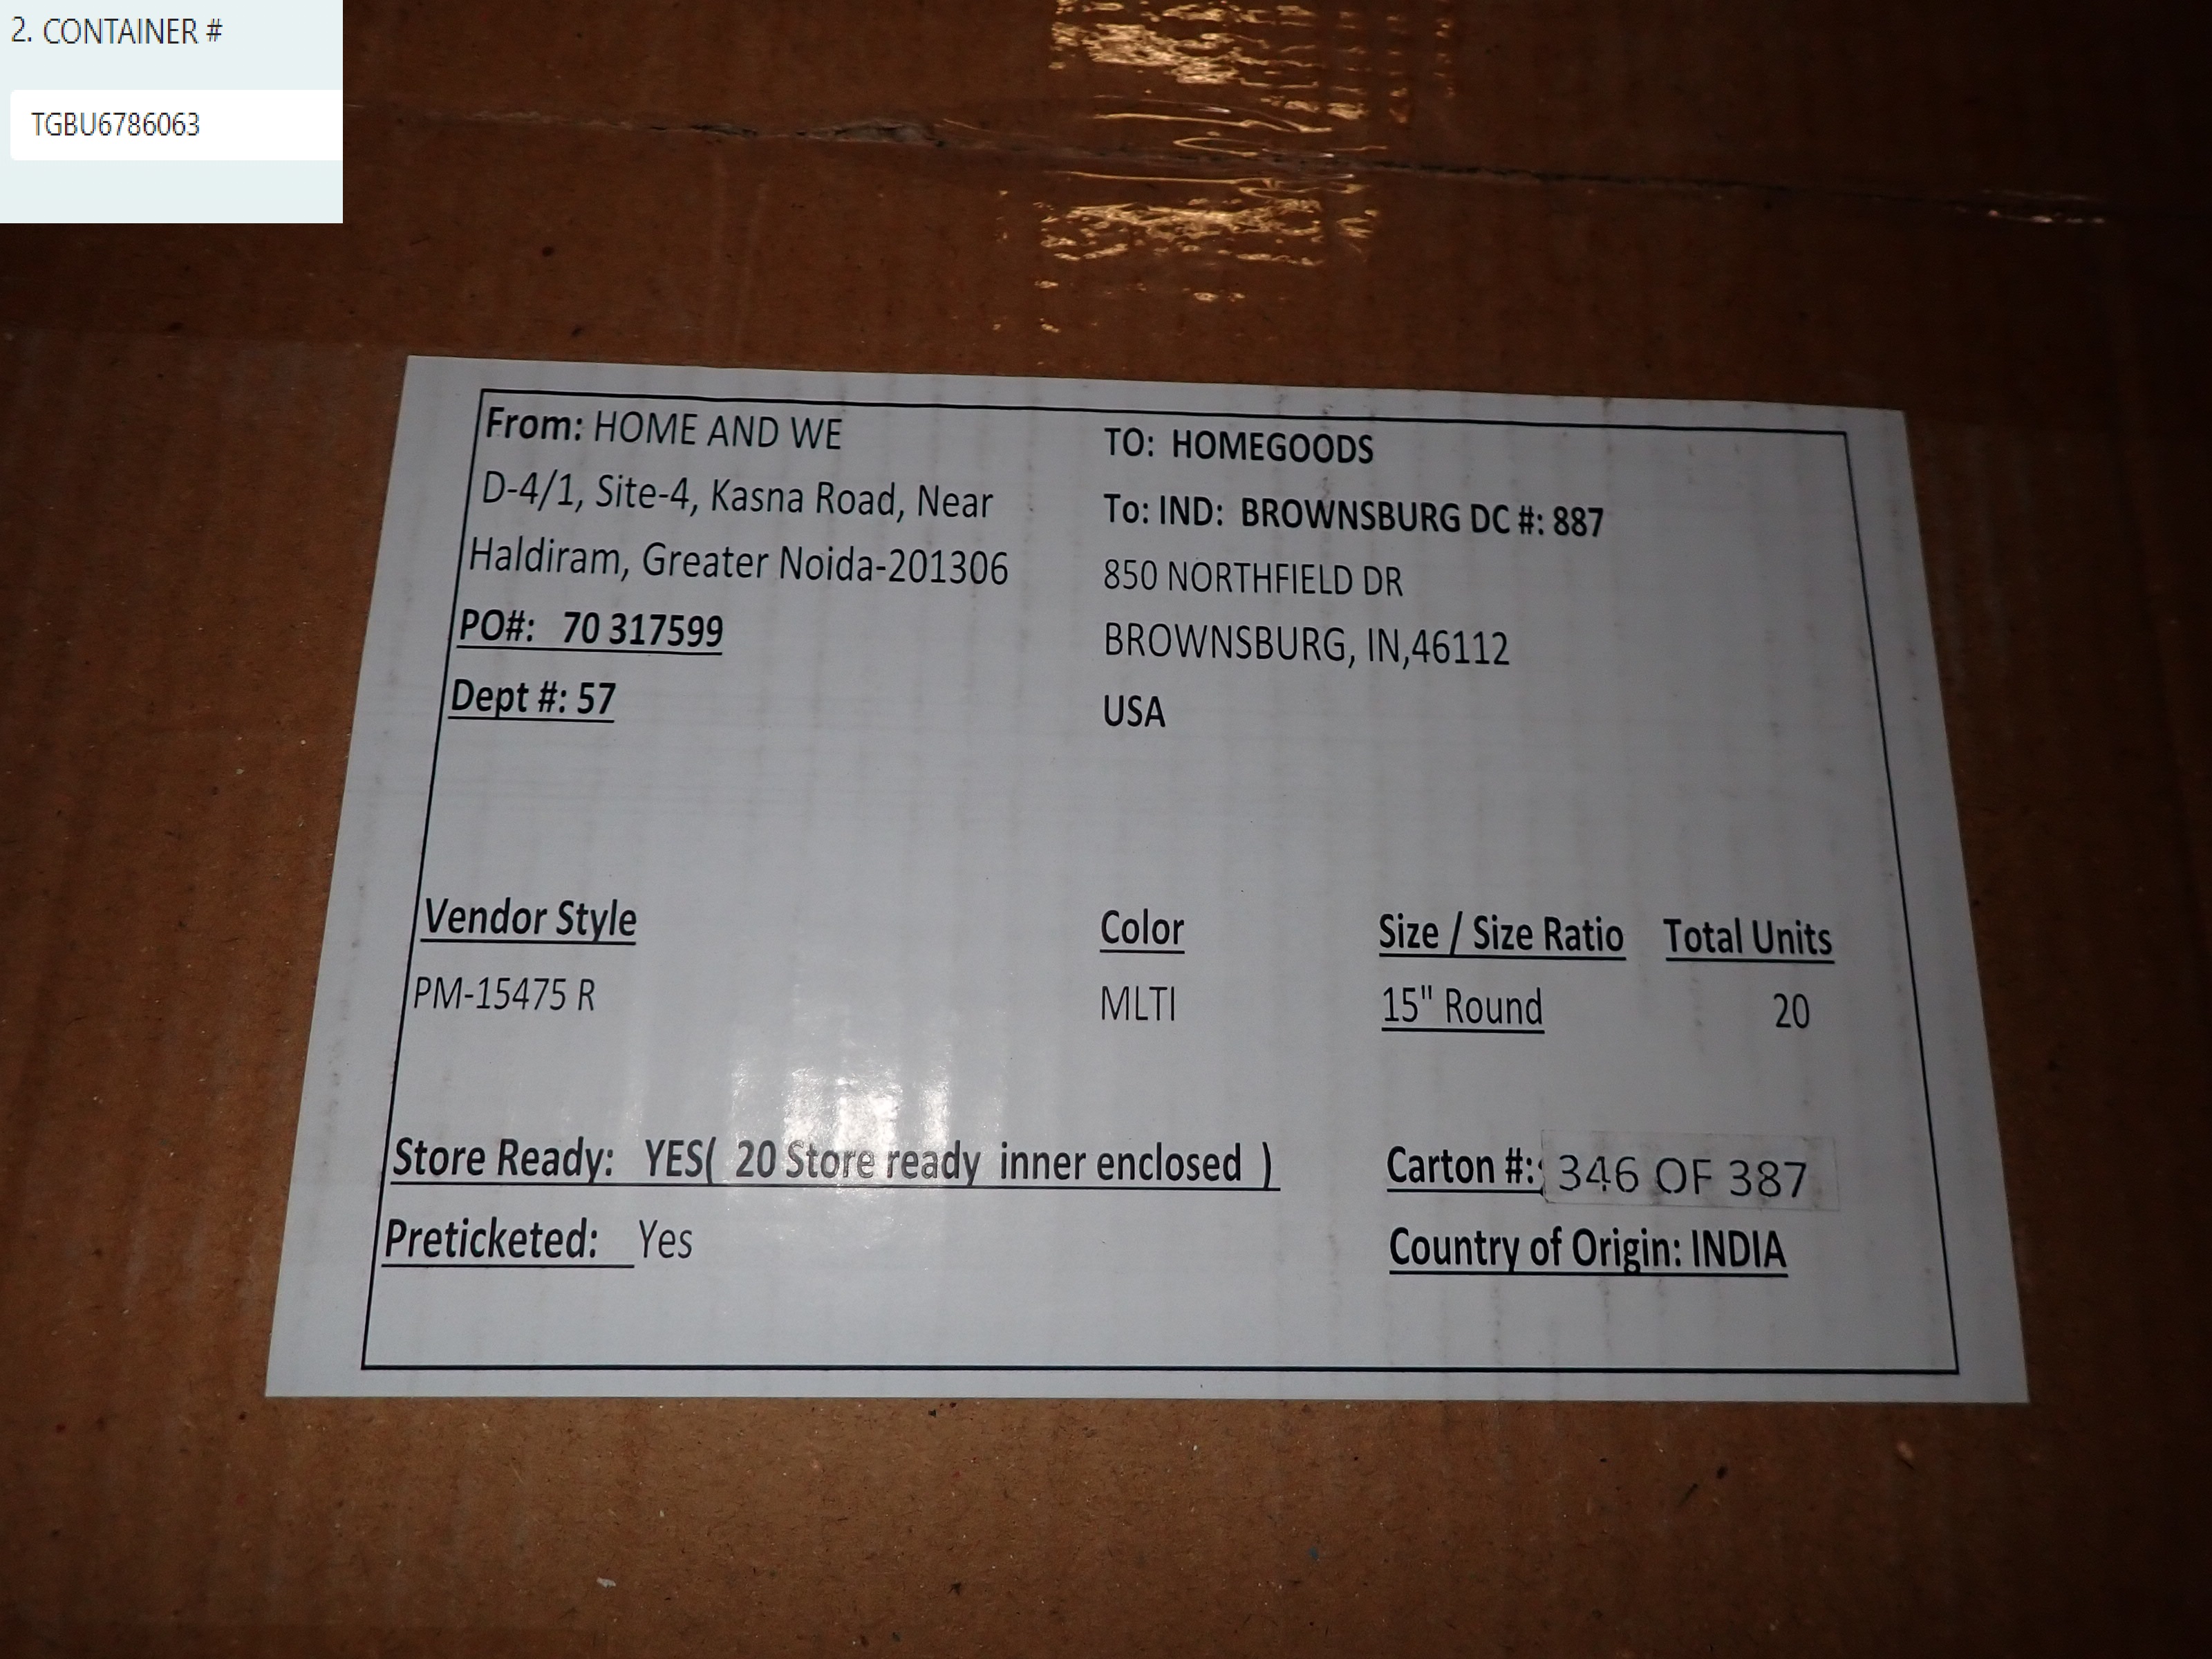 2. CONTAINER #
TGBU6786063
From: HOME AND WE
D-4/1, Site-4, Kasna Road, Near
Haldiram, Greater Noida-201306
PO#: 70 317599
Dept #: 57
TO: HOMEGOODS
To: IND: BROWNSBURG DC #: 887
850 NORTHFIELD DR
BROWNSBURG, IN,46112
USA
Vendor Style Color Size / Size Ratio Total Units
PM-15475 R MLTI 15" Round 20
Store Ready: YES( 20 Store ready inner enclosed )
Carton #: 346 OF 387
Preticketed: Yes
Country of Origin: INDIA